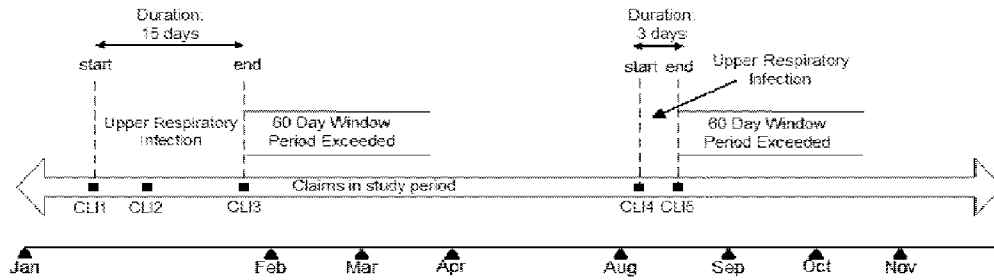 Duration:
15 days
Duration:
3 days
start
end
start end
Upper Respiratory
Infection
Upper Respiratory
Infection
60 Day Window
Period Exceeded
60 Day Window
Period Exceeded
Claims in study period
CLI1
CLI2
CLI3
CLI4
CLI5
Jan
Feb
Mar
Apr
Aug
Sep
Oct
Nov